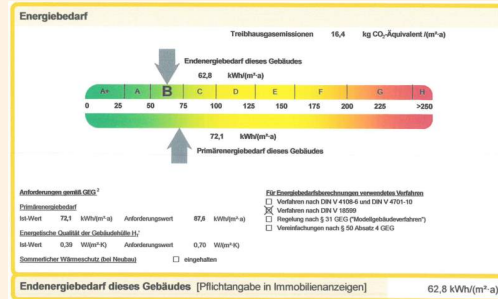 Energiebedarf
Treibhausgasemissionen 16,4 kg CO₂-Äquivalent /(m²·a)
Endenergiebedarf dieses Gebäudes
62,8 kWh/(m²·a)
A+ A B C D E F G H
0 25 50 75 100 125 150 175 200 225 >250
72,1 kWh/(m²·a)
Primärenergiebedarf dieses Gebäudes
Anforderungen gemäß GEG ²
Primärenergiebedarf
Ist-Wert 72,1 kWh/(m²·a) Anforderungswert 87,6 kWh/(m²·a)
Energetische Qualität der Gebäudehülle Hₜ'
Ist-Wert 0,39 W/(m²·K) Anforderungswert 0,70 W/(m²·K)
Sommerlicher Wärmeschutz (bei Neubau) eingehalten
Für Energiebedarfsberechnungen verwendetes Verfahren
Verfahren nach DIN V 4108-6 und DIN V 4701-10
Verfahren nach DIN V 18599
Regelung nach § 31 GEG ("Modellgebäudeverfahren")
Vereinfachungen nach § 50 Absatz 4 GEG
Endenergiebedarf dieses Gebäudes [Pflichtangabe in Immobilienanzeigen] 62,8 kWh/(m²·a)